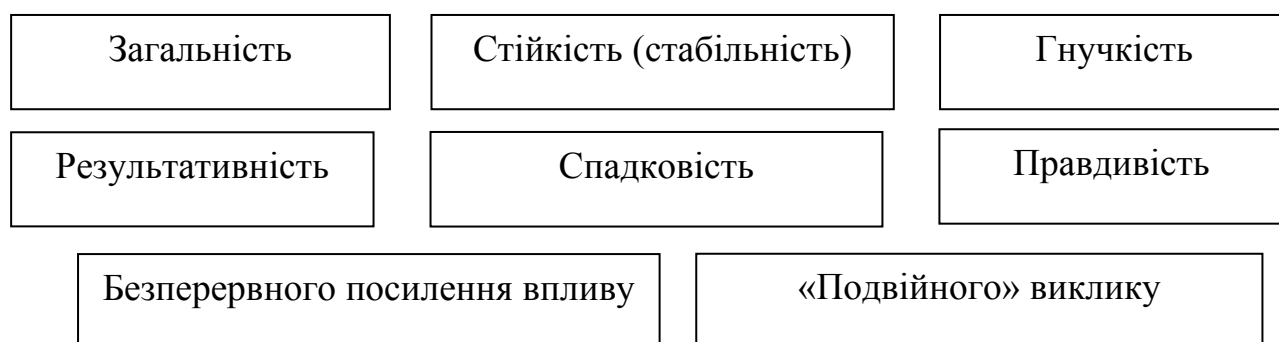 Загальність
Стійкість (стабільність)
Гнучкість
Результативність
Спадковість
Правдивість
Безперервного посилення впливу
«Подвійного» виклику